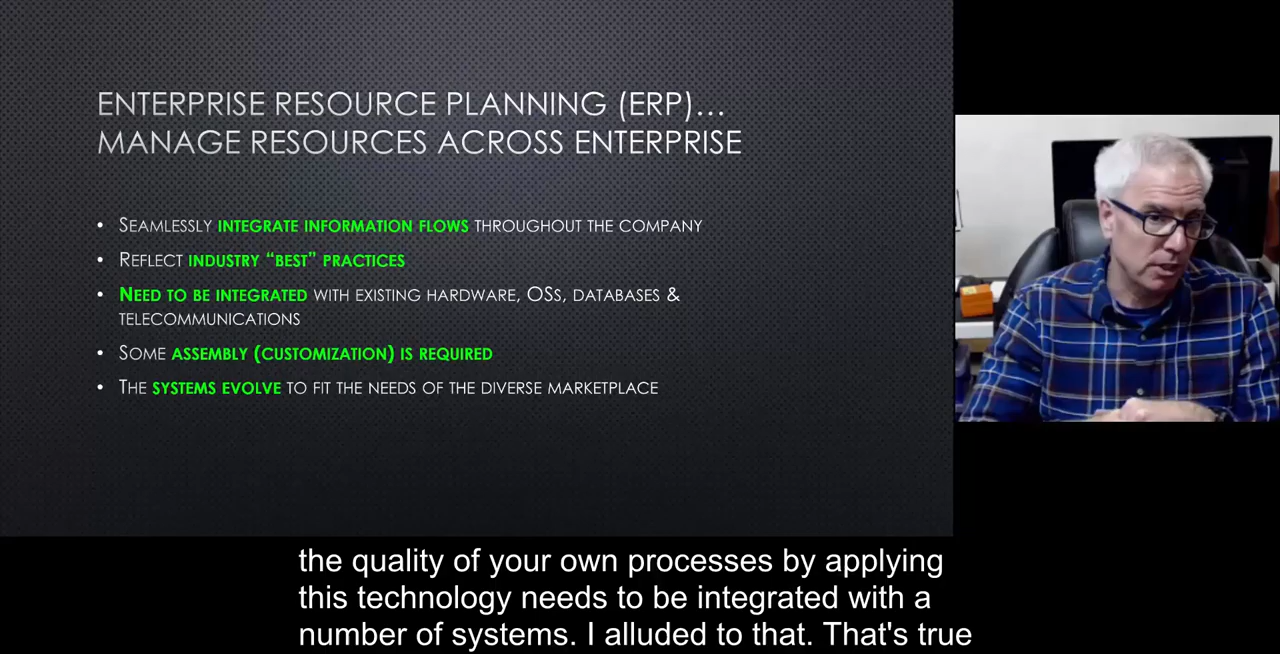 ENTERPRISE RESOURCE PLANNING (ERP)…
MANAGE RESOURCES ACROSS ENTERPRISE
• SEAMLESSLY INTEGRATE INFORMATION FLOWS THROUGHOUT THE COMPANY
• REFLECT INDUSTRY “BEST” PRACTICES
• NEED TO BE INTEGRATED WITH EXISTING HARDWARE, OSS, DATABASES &
TELECOMMUNICATIONS
• SOME ASSEMBLY (CUSTOMIZATION) IS REQUIRED
• THE SYSTEMS EVOLVE TO FIT THE NEEDS OF THE DIVERSE MARKETPLACE
the quality of your own processes by applying
this technology needs to be integrated with a
number of systems. I alluded to that. That's true